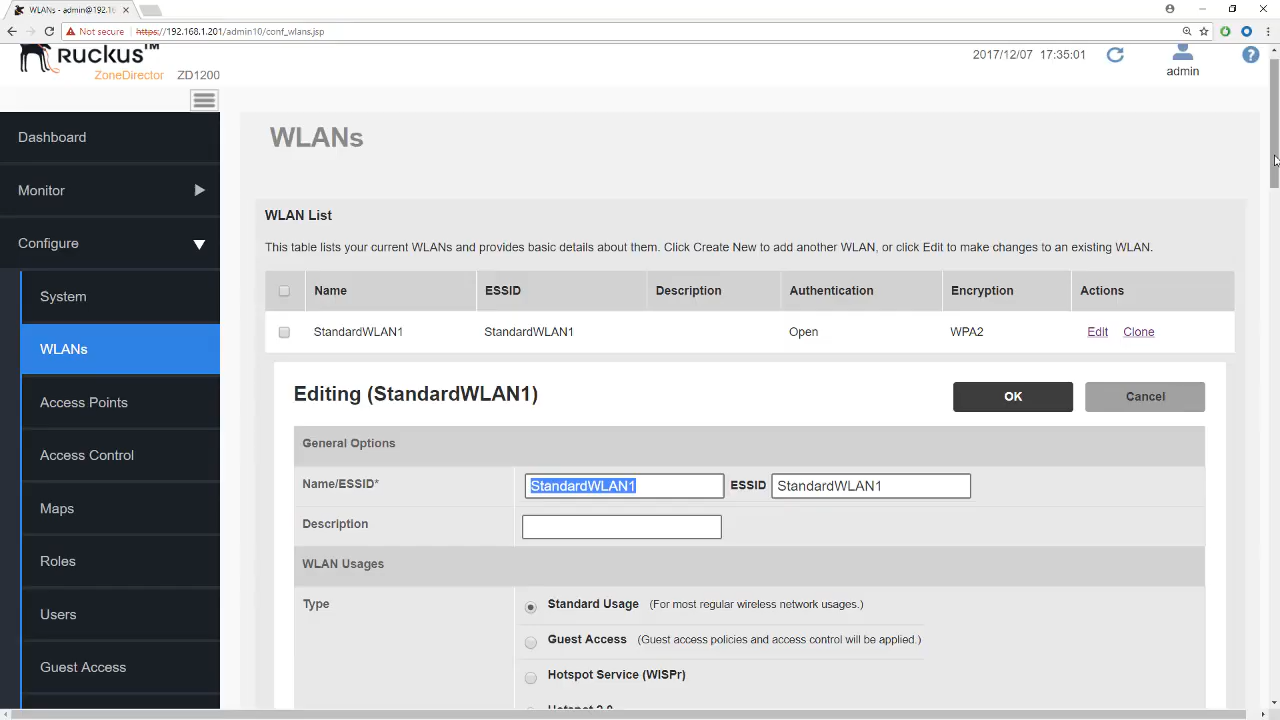 WLANs - admin@192.16
Not secure https://192.168.1.201/admin10/conf_wlans.jsp
RUCKUS™
ZoneDirector ZD1200
2017/12/07 17:35:01
admin
Dashboard
Monitor
Configure
System
WLANs
Access Points
Access Control
Maps
Roles
Users
Guest Access
WLANs
WLAN List
This table lists your current WLANs and provides basic details about them. Click Create New to add another WLAN, or click Edit to make changes to an existing WLAN.
Name ESSID Description Authentication Encryption Actions
StandardWLAN1 StandardWLAN1 Open WPA2 Edit Clone
Editing (StandardWLAN1) OK Cancel
General Options
Name/ESSID* StandardWLAN1 ESSID StandardWLAN1
Description
WLAN Usages
Type Standard Usage (For most regular wireless network usages.)
Guest Access (Guest access policies and access control will be applied.)
Hotspot Service (WISPr)
Hotspot 2.0